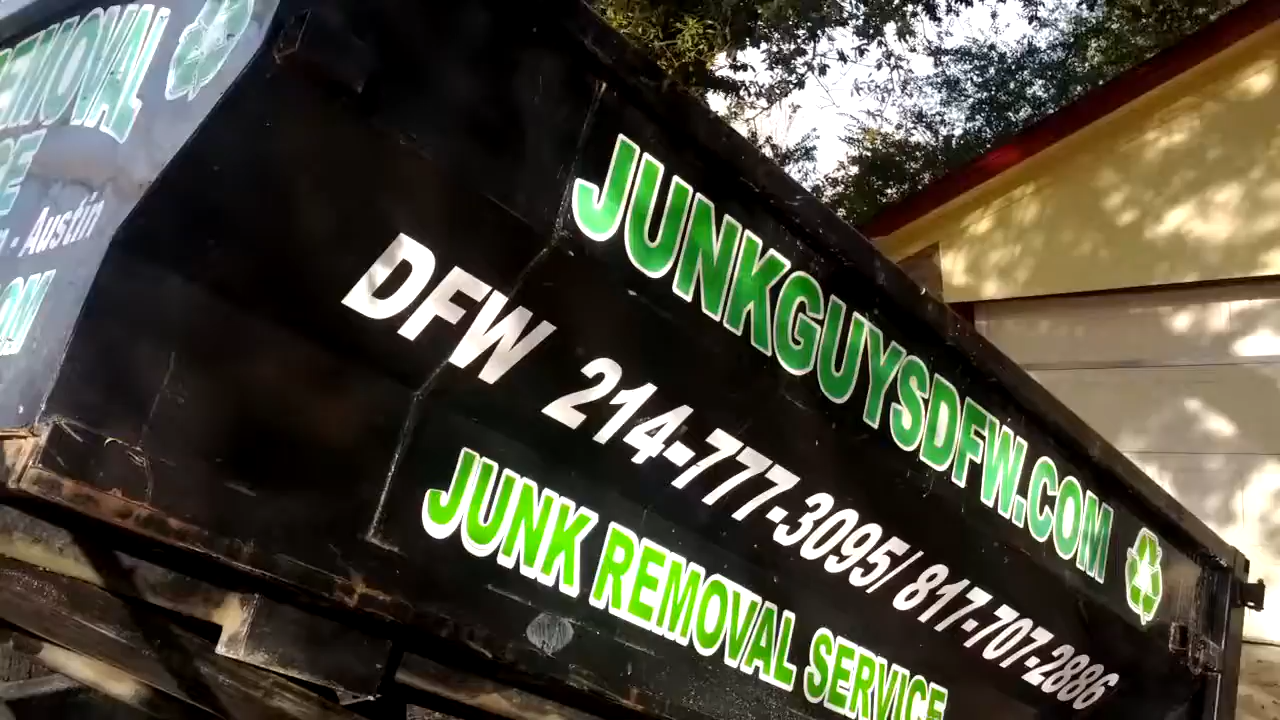 REMOVAL
- Austin
JUNKGUYSDFW.COM
DFW 214-777-3095/ 817-707-2886
JUNK REMOVAL SERVICE